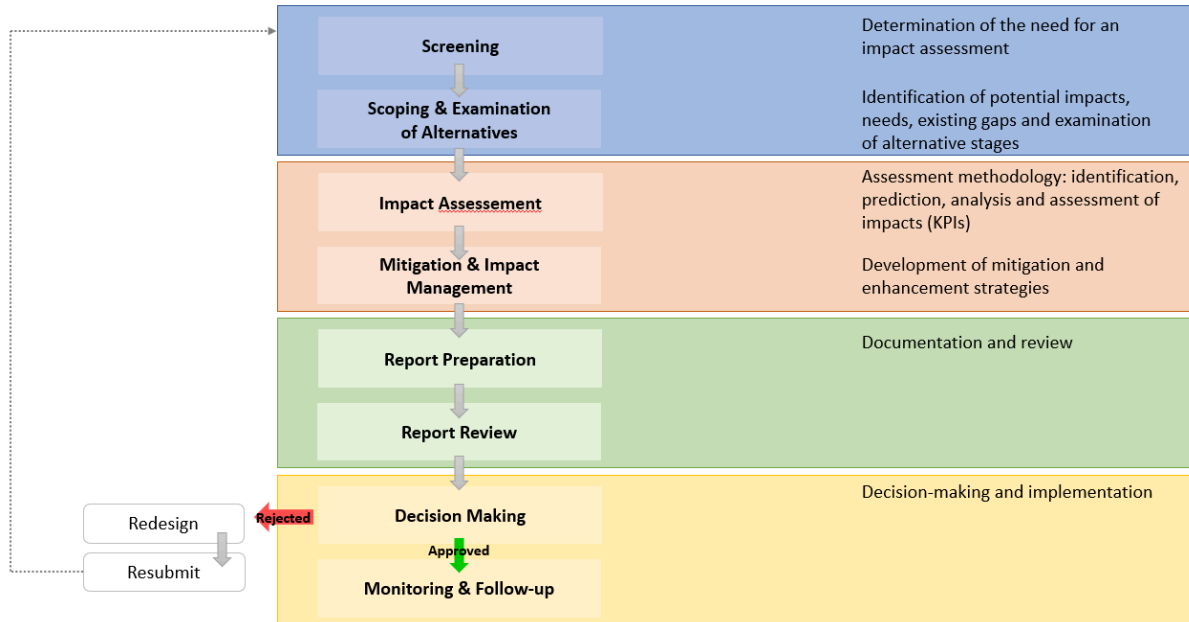 Screening
Determination of the need for an
impact assessment
Scoping & Examination
of Alternatives
Identification of potential impacts,
needs, existing gaps and examination
of alternative stages
Impact Assessement
Assessment methodology: identification,
prediction, analysis and assessment of
impacts (KPIs)
Mitigation & Impact
Management
Development of mitigation and
enhancement strategies
Report Preparation
Documentation and review
Report Review
Decision Making
Decision-making and implementation
Rejected
Redesign
Resubmit
Approved
Monitoring & Follow-up